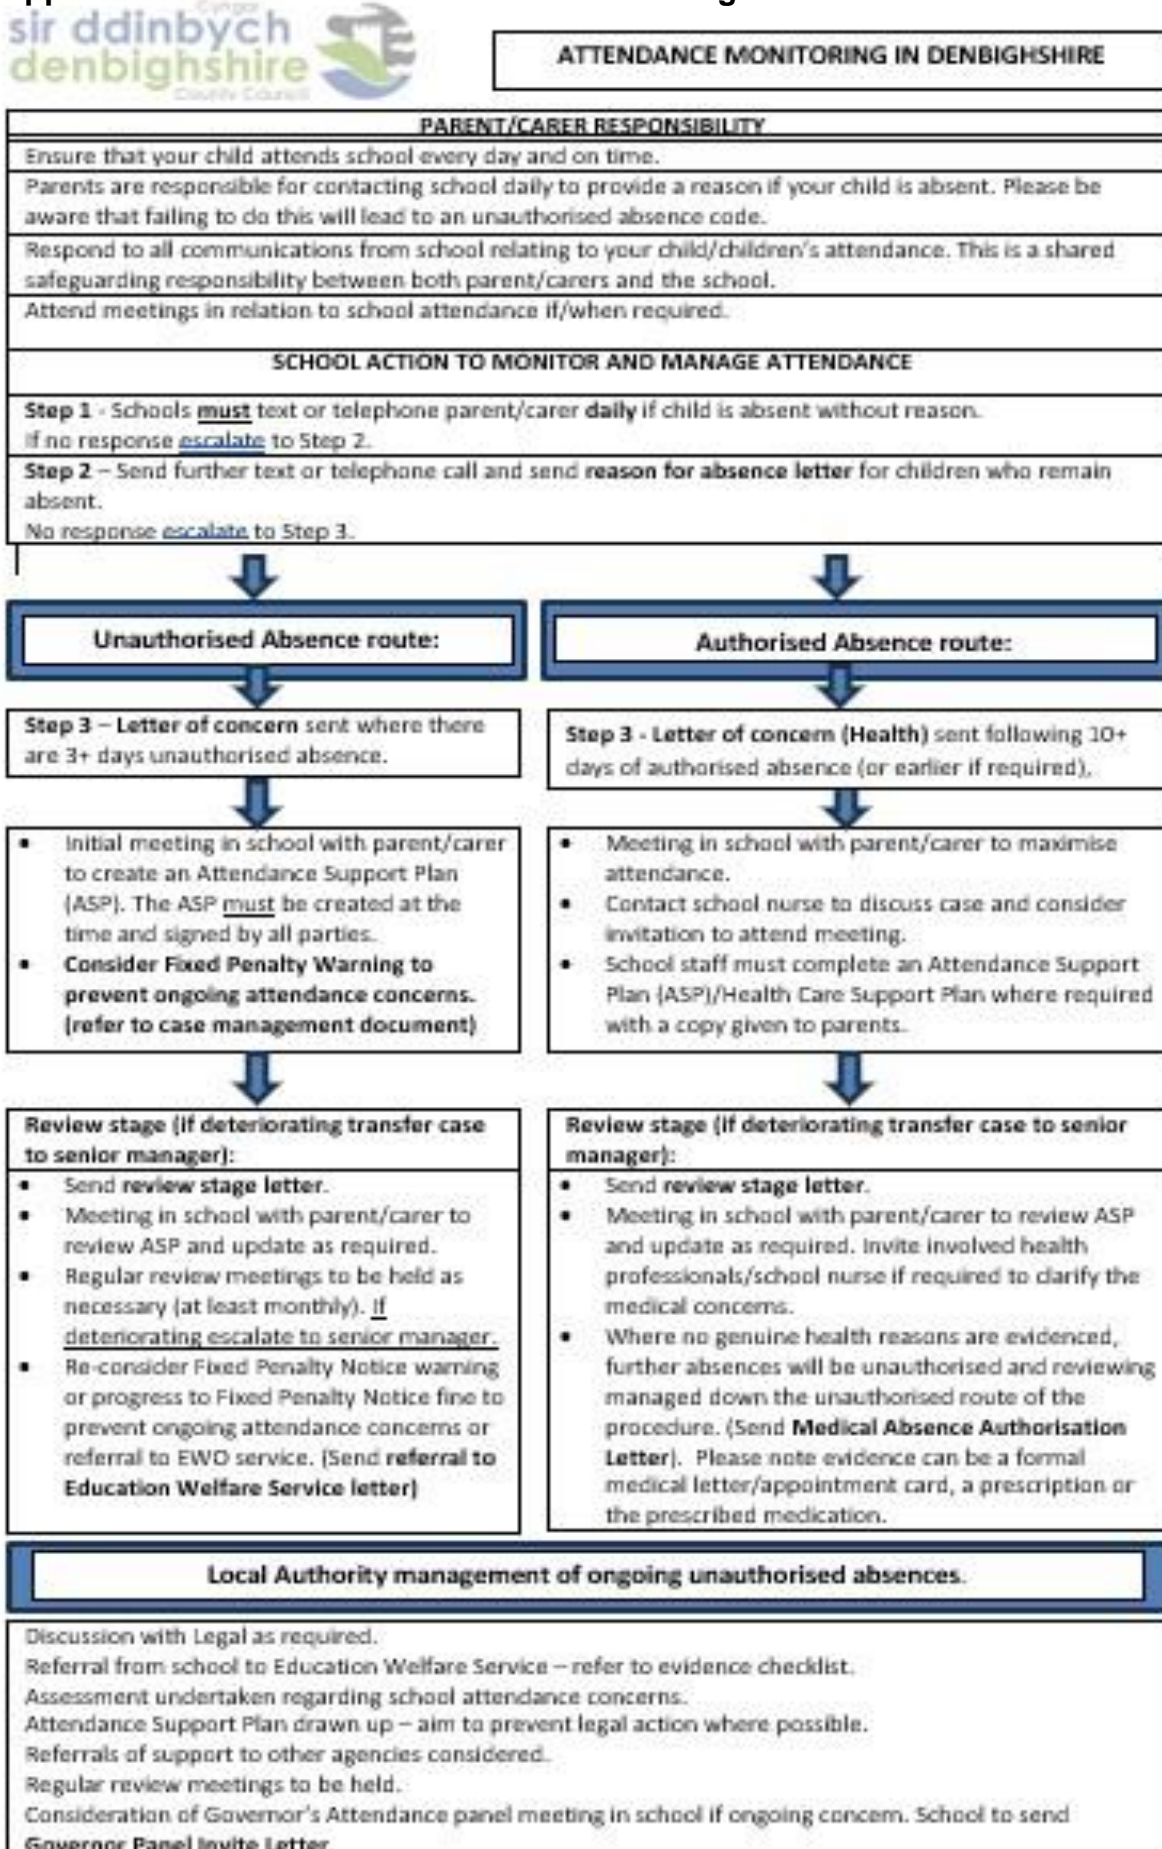 Cyngor
sir ddinbych
denbighshire
County Council
ATTENDANCE MONITORING IN DENBIGHSHIRE
PARENT/CARER RESPONSIBILITY
Ensure that your child attends school every day and on time.
Parents are responsible for contacting school daily to provide a reason if your child is absent. Please be
aware that failing to do this will lead to an unauthorised absence code.
Respond to all communications from school relating to your child/children's attendance. This is a shared
safeguarding responsibility between both parent/carers and the school.
Attend meetings in relation to school attendance if/when required.
SCHOOL ACTION TO MONITOR AND MANAGE ATTENDANCE
Step 1 - Schools must text or telephone parent/carer daily if child is absent without reason.
If no response escalate to Step 2.
Step 2 – Send further text or telephone call and send reason for absence letter for children who remain
absent.
No response escalate to Step 3.
Unauthorised Absence route:
Step 3 – Letter of concern sent where there
are 3+ days unauthorised absence.
• Initial meeting in school with parent/carer
to create an Attendance Support Plan
(ASP). The ASP must be created at the
time and signed by all parties.
• Consider Fixed Penalty Warning to
prevent ongoing attendance concerns.
(refer to case management document)
Review stage (if deteriorating transfer case
to senior manager):
• Send review stage letter.
• Meeting in school with parent/carer to
review ASP and update as required.
• Regular review meetings to be held as
necessary (at least monthly). If
deteriorating escalate to senior manager.
• Re-consider Fixed Penalty Notice warning
or progress to Fixed Penalty Notice fine to
prevent ongoing attendance concerns or
referral to EWO service. (Send referral to
Education Welfare Service letter)
Authorised Absence route:
Step 3 - Letter of concern (Health) sent following 10+
days of authorised absence (or earlier if required),
• Meeting in school with parent/carer to maximise
attendance.
• Contact school nurse to discuss case and consider
invitation to attend meeting.
• School staff must complete an Attendance Support
Plan (ASP)/Health Care Support Plan where required
with a copy given to parents.
Review stage (if deteriorating transfer case to senior
manager):
• Send review stage letter.
• Meeting in school with parent/carer to review ASP
and update as required. Invite involved health
professionals/school nurse if required to clarify the
medical concerns.
• Where no genuine health reasons are evidenced,
further absences will be unauthorised and reviewing
managed down the unauthorised route of the
procedure. (Send Medical Absence Authorisation
Letter). Please note evidence can be a formal
medical letter/appointment card, a prescription or
the prescribed medication.
Local Authority management of ongoing unauthorised absences.
Discussion with Legal as required.
Referral from school to Education Welfare Service – refer to evidence checklist.
Assessment undertaken regarding school attendance concerns.
Attendance Support Plan drawn up – aim to prevent legal action where possible.
Referrals of support to other agencies considered.
Regular review meetings to be held.
Consideration of Governor's Attendance panel meeting in school if ongoing concern. School to send
Governor Panel Invite Letter.